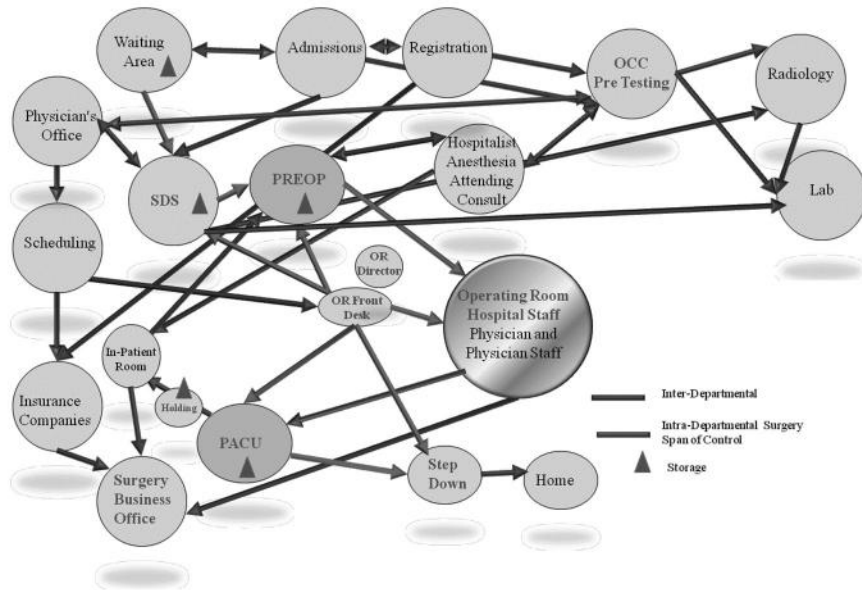 Waiting
Area
Admissions
Registration
OCC
Pre Testing
Radiology
Physician's
Office
Hospitalist
Anesthesia
Attending
Consult
PREOP
SDS
Lab
Scheduling
OR
Director
OR Front
Desk
Operating Room
Hospital Staff
Physician and
Physician Staff
In-Patient
Room
Insurance
Companies
Holding
PACU
Step
Down
Home
Surgery
Business
Office
Inter-Departmental
Intra-Departmental Surgery
Span of Control
Storage